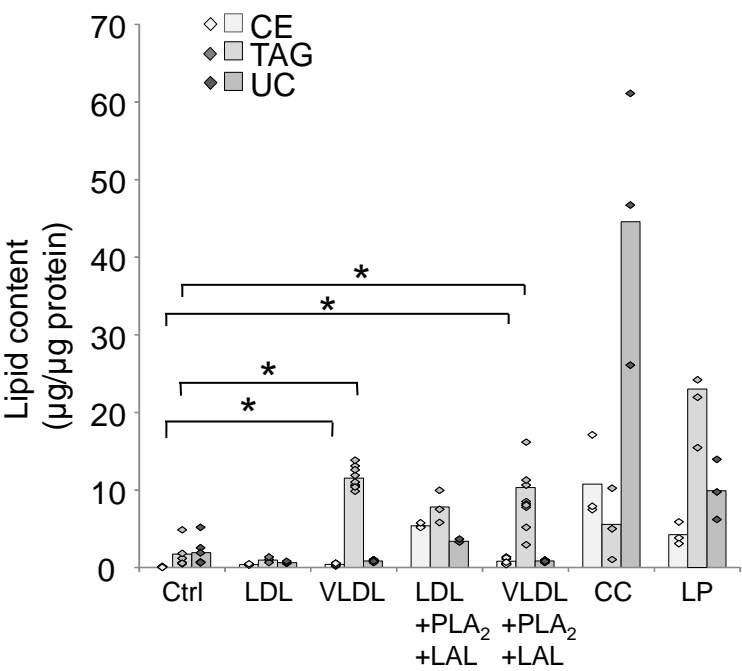 CE
TAG
UC
Lipid content
(µg/µg protein)
70
60
50
40
30
20
10
0
*
*
*
*
Ctrl LDL VLDL LDL VLDL CC LP
+PLA2 +PLA2
+LAL +LAL